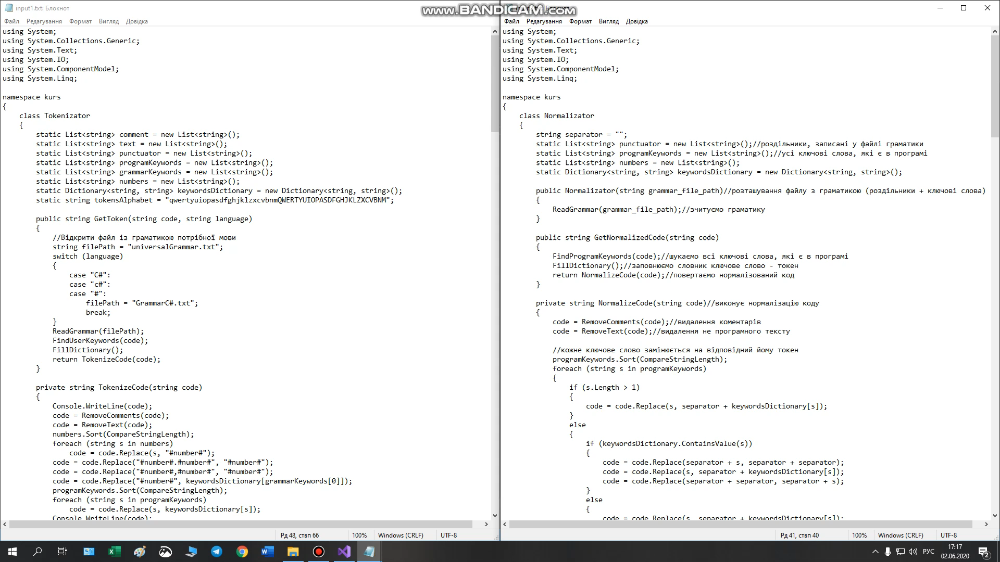 input1.txt: Блокнот
www.BANDICAM.com
Файл Редагування Формат Вигляд Довідка
using System;
using System.Collections.Generic;
using System.Text;
using System.IO;
using System.ComponentModel;
using System.Linq;
namespace kurs
{
class Tokenizator
{
static List<string> comment = new List<string>();
static List<string> text = new List<string>();
static List<string> punctuator = new List<string>();
static List<string> programKeywords = new List<string>();
static List<string> grammarKeywords = new List<string>();
static List<string> numbers = new List<string>();
static Dictionary<string, string> keywordsDictionary = new Dictionary<string, string>();
static string tokensAlphabet = "qwertyuiopasdfghjklzxcvbnmQWERTYUIOPASDFGHJKLZXCVBNM";
public string GetToken(string code, string language)
{
//Відкрити файл із граматикою потрібної мови
string filePath = "universalGrammar.txt";
switch (language)
{
case "C#":
case "c#":
case "#":
filePath = "GrammarC#.txt";
break;
}
ReadGrammar(filePath);
FindUserKeywords(code);
FillDictionary();
return TokenizeCode(code);
}
private string TokenizeCode(string code)
{
Console.WriteLine(code);
code = RemoveComments(code);
code = RemoveText(code);
numbers.Sort(CompareStringLength);
foreach (string s in numbers)
code = code.Replace(s, "#number#");
code = code.Replace("#number#.#number#", "#number#");
code = code.Replace("#number#,#number#", "#number#");
code = code.Replace("#number#", keywordsDictionary[grammarKeywords[0]]);
programKeywords.Sort(CompareStringLength);
foreach (string s in programKeywords)
code = code.Replace(s, keywordsDictionary[s]);
Console.WriteLine(code);
Рд 48, ствп 66 100% Windows (CRLF) UTF-8
Файл Редагування Формат Вигляд Довідка
using System;
using System.Collections.Generic;
using System.Text;
using System.IO;
using System.ComponentModel;
using System.Linq;
namespace kurs
{
class Normalizator
{
string separator = "";
static List<string> punctuator = new List<string>();//роздільники, записані у файлі граматики
static List<string> programKeywords = new List<string>();//усі ключові слова, які є в програмі
static List<string> numbers = new List<string>();
static Dictionary<string, string> keywordsDictionary = new Dictionary<string, string>();
public Normalizator(string grammar_file_path)//розташування файлу з граматикою (роздільники + ключові слова)
{
ReadGrammar(grammar_file_path);//зчитуємо граматику
}
public string GetNormalizedCode(string code)
{
FindProgramKeywords(code);//шукаємо всі ключові слова, які є в програмі
FillDictionary();//заповнюємо словник ключове слово - токен
return NormalizeCode(code);//повертаємо нормалізований код
}
private string NormalizeCode(string code)//виконує нормалізацію коду
{
code = RemoveComments(code);//видалення коментарів
code = RemoveText(code);//видалення не програмного тексту
//кожне ключове слово замінюється на відповідний йому токен
programKeywords.Sort(CompareStringLength);
foreach (string s in programKeywords)
{
if (s.Length > 1)
{
code = code.Replace(s, separator + keywordsDictionary[s]);
}
else
{
if (keywordsDictionary.ContainsValue(s))
{
code = code.Replace(separator + s, separator + separator);
code = code.Replace(s, separator + keywordsDictionary[s]);
code = code.Replace(separator + separator, separator + s);
}
else
{
code = code.Replace(s, separator + keywordsDictionary[s]);
Рд 41, ствп 40 100% Windows (CRLF) UTF-8
РУС
17:17
02.06.2020
2